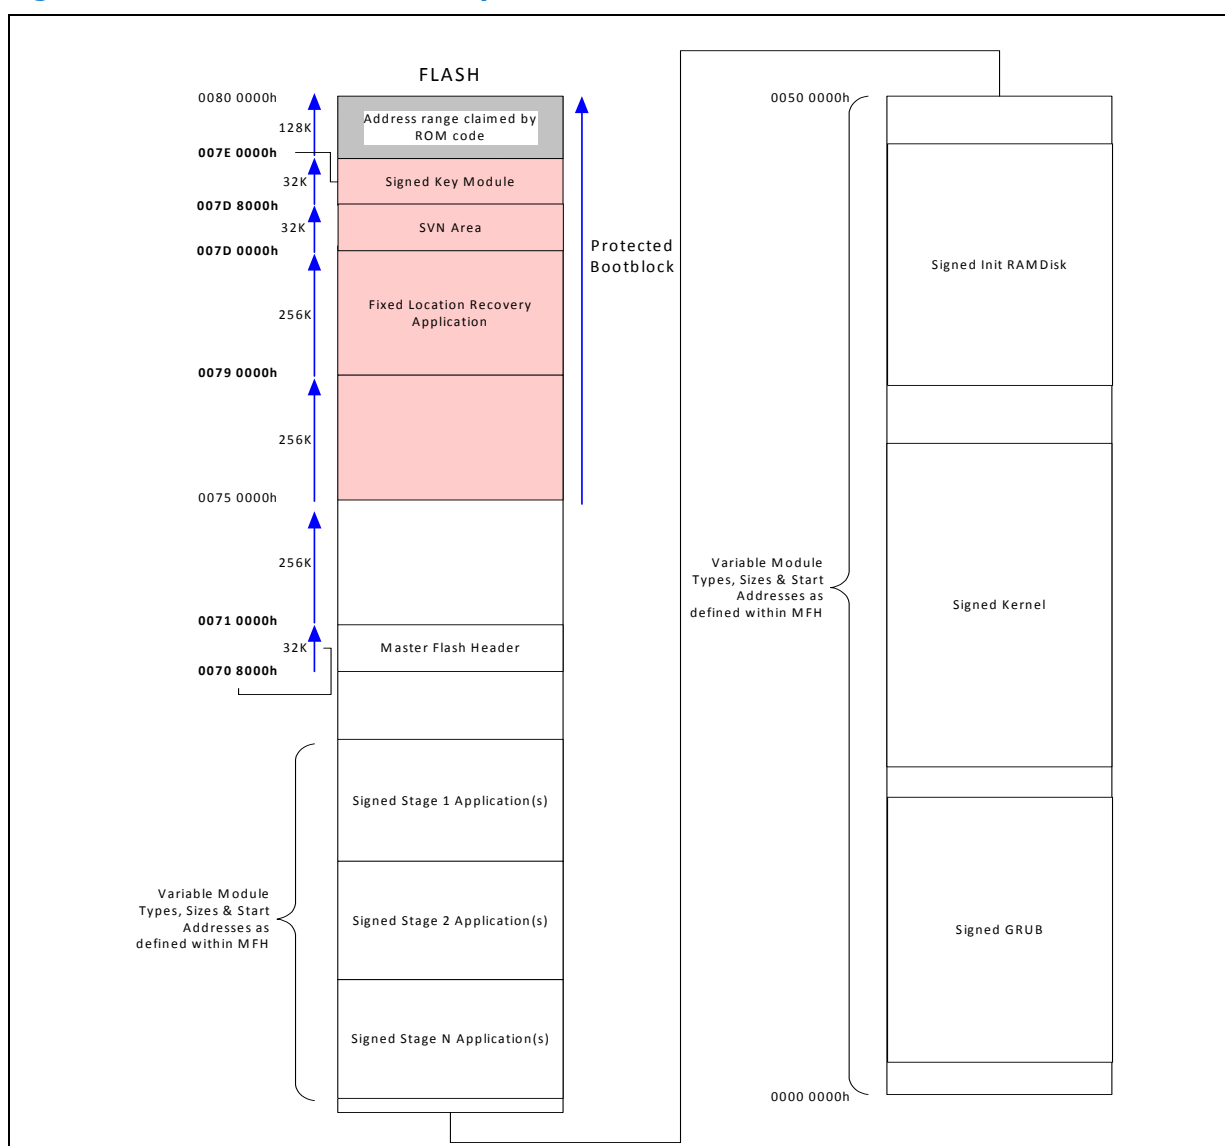 FLASH
0080 0000h
128K
Address range claimed by
ROM code
007E 0000h
32K
Signed Key Module
007D 8000h
32K
SVN Area
007D 0000h
Protected
Bootblock
256K
Fixed Location Recovery
Application
0079 0000h
256K
0075 0000h
256K
0071 0000h
32K
Master Flash Header
0070 8000h
Signed Stage 1 Application(s)
Variable Module
Types, Sizes & Start
Addresses as
defined within MFH
Signed Stage 2 Application(s)
Signed Stage N Application(s)
0050 0000h
Signed Init RAMDisk
Variable Module
Types, Sizes & Start
Addresses as
defined within MFH
Signed Kernel
Signed GRUB
0000 0000h